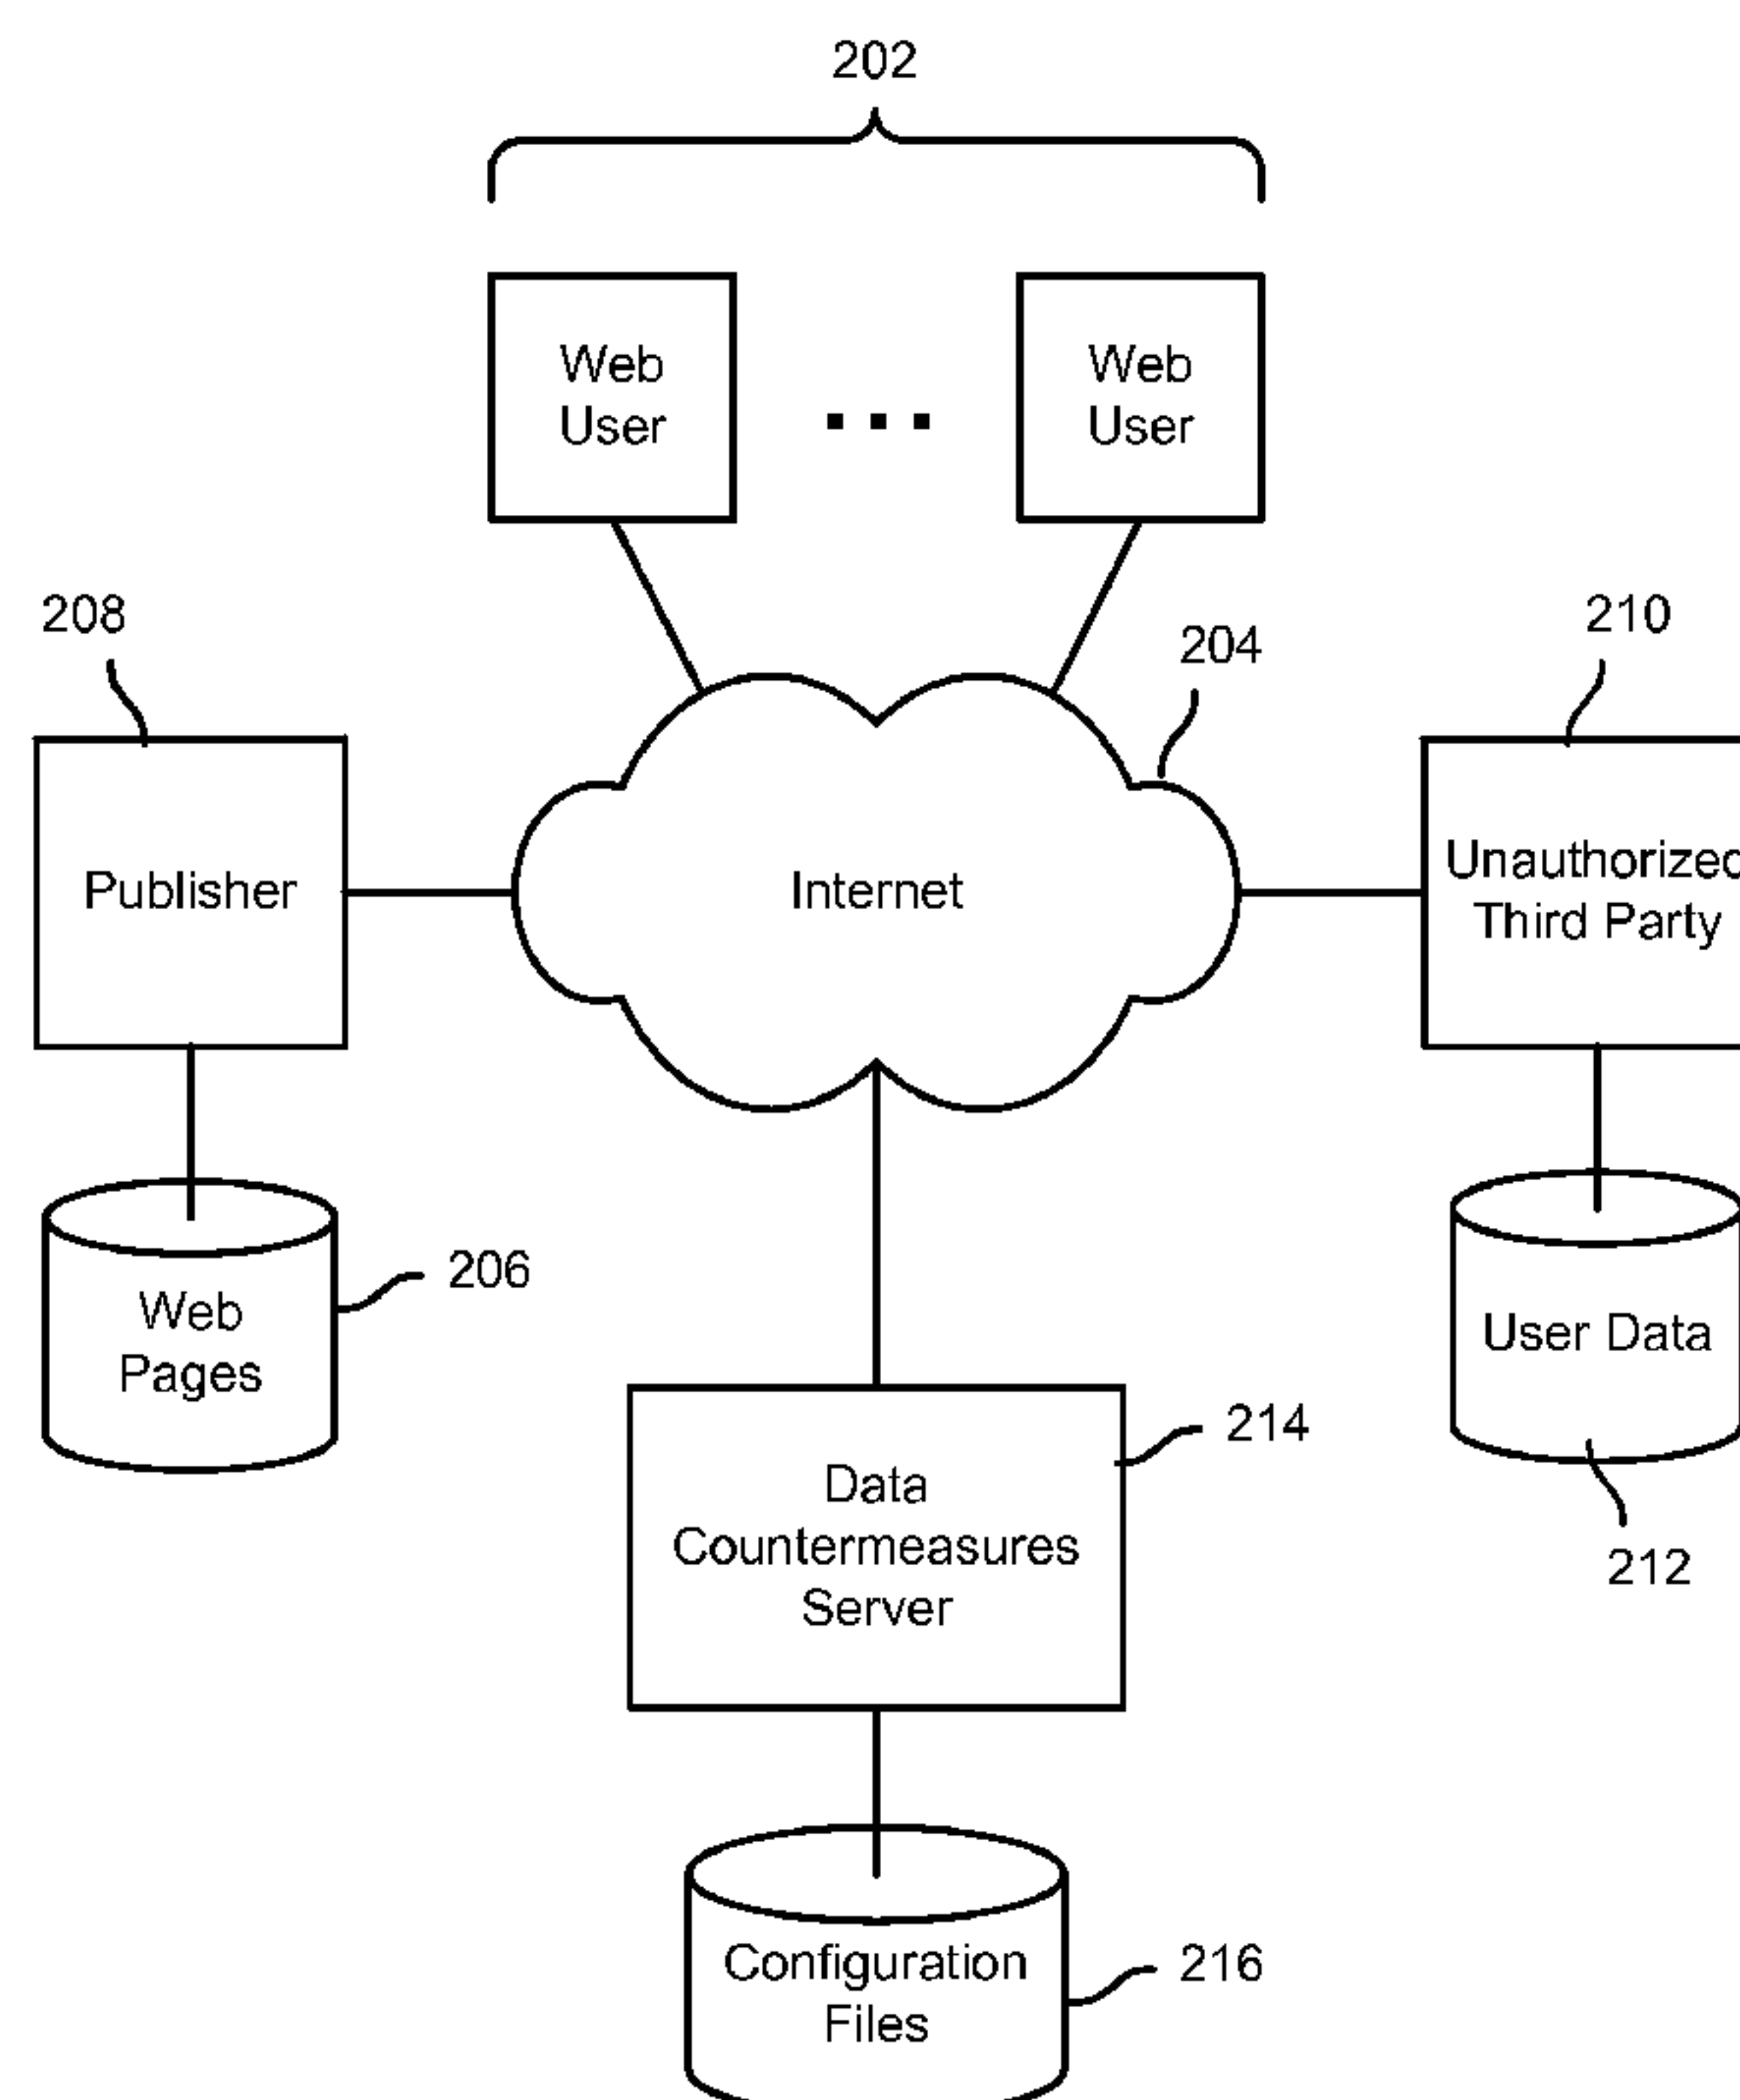 202
Web
User
Web
User
208
204
210
Publisher
Internet
Unauthorized
Third Party
206
Web
Pages
User Data
214
Data
Countermeasures
Server
212
Configuration
Files
216